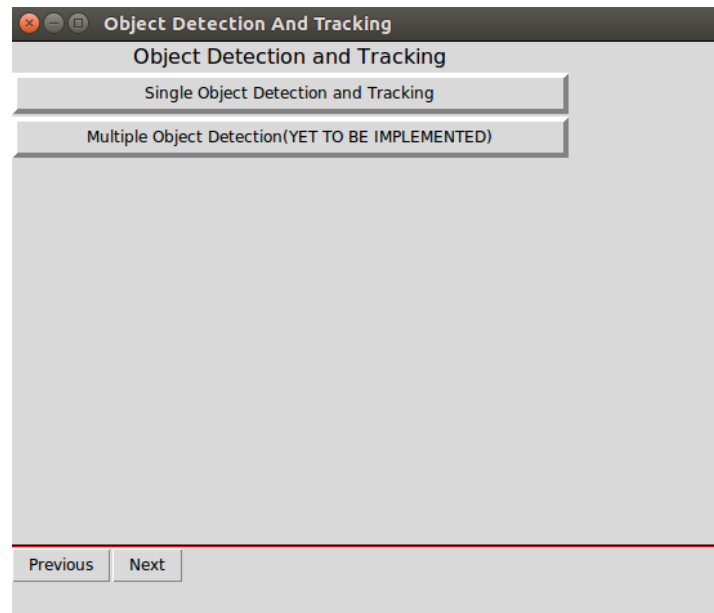 Object Detection And Tracking
Object Detection and Tracking
Single Object Detection and Tracking
Multiple Object Detection(YET TO BE IMPLEMENTED)
Previous Next